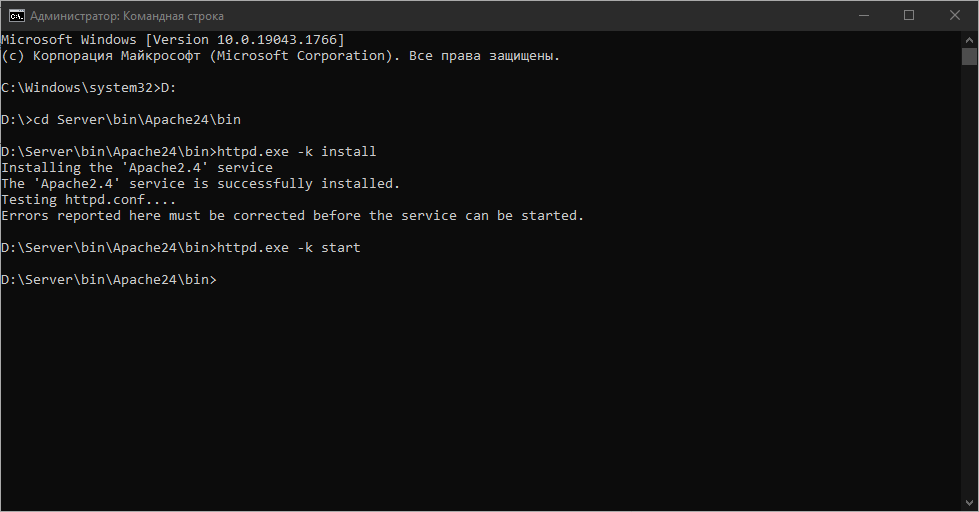 Администратор: Командная строка
Microsoft Windows [Version 10.0.19043.1766]
(c) Корпорация Майкрософт (Microsoft Corporation). Все права защищены.
C:\Windows\system32>D:
D:\>cd Server\bin\Apache24\bin
D:\Server\bin\Apache24\bin>httpd.exe -k install
Installing the 'Apache2.4' service
The 'Apache2.4' service is successfully installed.
Testing httpd.conf....
Errors reported here must be corrected before the service can be started.
D:\Server\bin\Apache24\bin>httpd.exe -k start
D:\Server\bin\Apache24\bin>